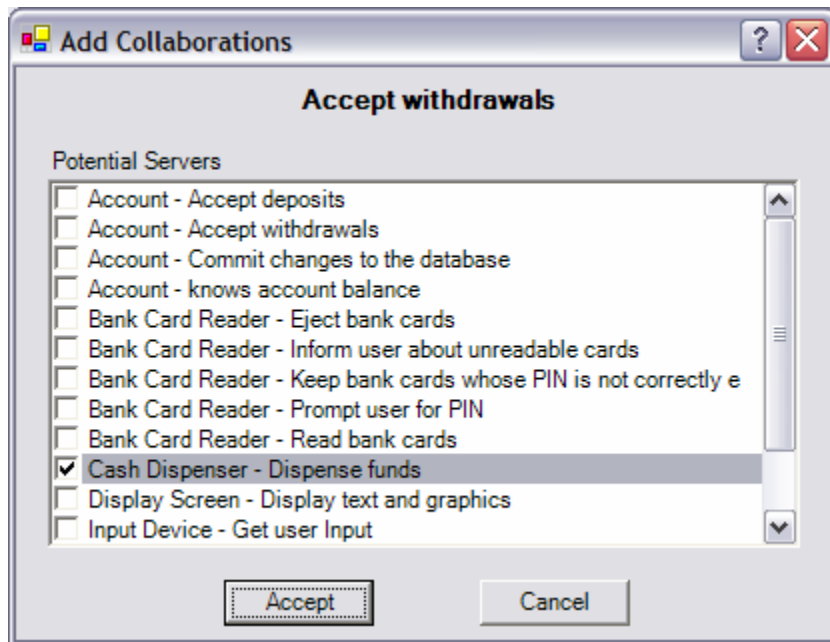 Add Collaborations
Accept withdrawals
Potential Servers
Account - Accept deposits
Account - Accept withdrawals
Account - Commit changes to the database
Account - knows account balance
Bank Card Reader - Eject bank cards
Bank Card Reader - Inform user about unreadable cards
Bank Card Reader - Keep bank cards whose PIN is not correctly e
Bank Card Reader - Prompt user for PIN
Bank Card Reader - Read bank cards
Cash Dispenser - Dispense funds
Display Screen - Display text and graphics
Input Device - Get user Input
Accept Cancel